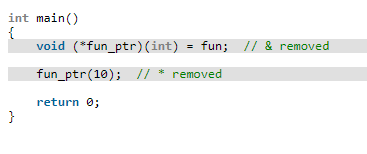 int main()
{
    void (*fun_ptr)(int) = fun;  // & removed
    fun_ptr(10);  // * removed
    return 0;
}